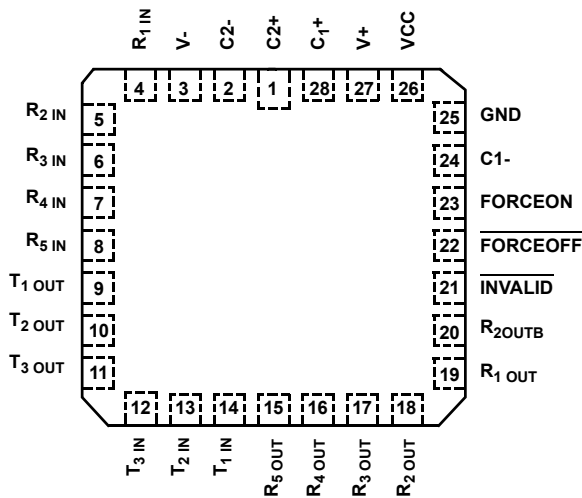 R1 IN
V-
C2-
C2+
C1+
V+
VCC
4
3
2
1
28
27
26
R2 IN 5
R3 IN 6
R4 IN 7
R5 IN 8
T1 OUT 9
T2 OUT 10
T3 OUT 11
25 GND
24 C1-
23 FORCEON
22 FORCEOFF
21 INVALID
20 R2OUTB
19 R1 OUT
12
13
14
15
16
17
18
T3 IN
T2 IN
T1 IN
R5 OUT
R4 OUT
R3 OUT
R2 OUT